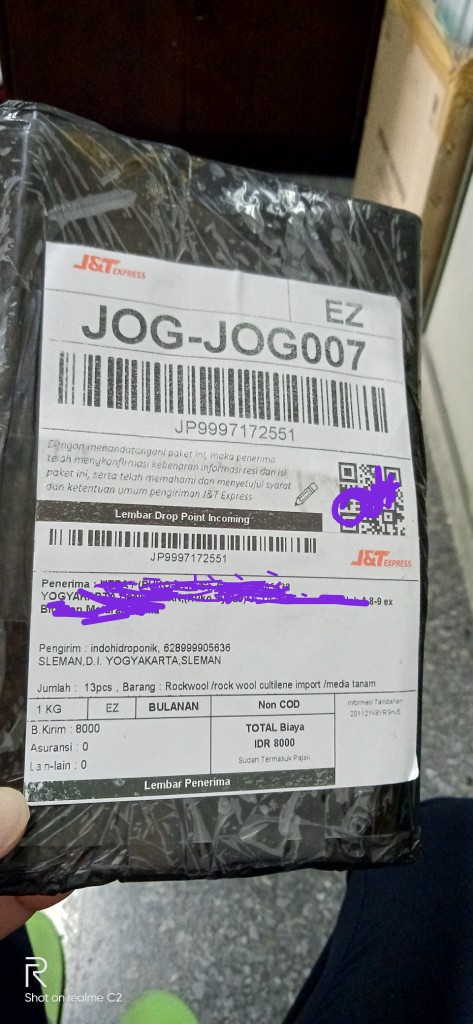 J&T EXPRESS
EZ
JOG-JOG007
JP9997172551
Dengan menandatangani paket ini, maka penerima
telah mengkonfirmasi kebenaran informasi resi dan isi
paket ini, serta telah memahami dan menyetujui syarat
dan ketentuan umum pengiriman J&T Express
Lembar Drop Point Incoming
JP9997172551
J&T EXPRESS
Penerima :
YOGYA
8-9 ex
Pengirim : indohidroponik, 628999905636
SLEMAN,D.I. YOGYAKARTA,SLEMAN
Jumlah : 13pcs , Barang : Rockwool /rock wool cultilene import /media tanam
1 KG EZ BULANAN Non COD
Informasi Tambahan:
B.Kirim : 8000
Asuransi : 0
Lain-lain : 0
TOTAL Biaya
IDR 8000
Sudah Termasuk Pajak
Lembar Penerima
R
Shot on realme C2